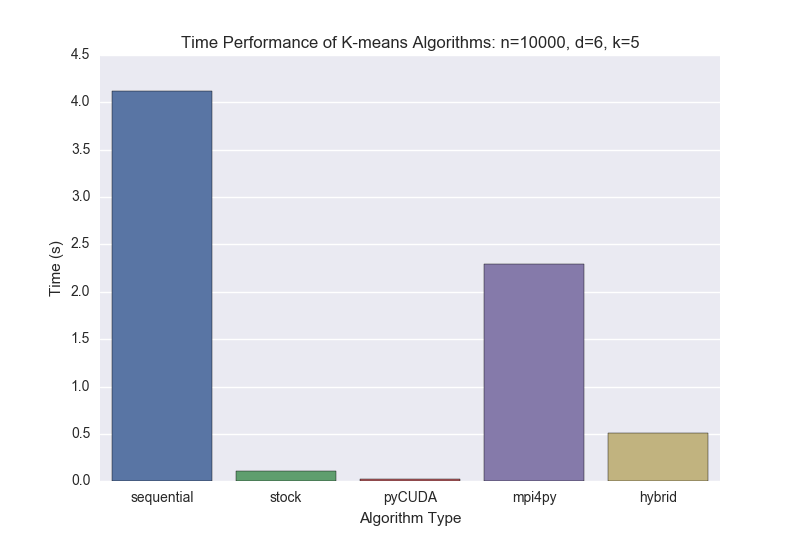 Time Performance of K-means Algorithms: n=10000, d=6, k=5
4.5
4.0
3.5
3.0
2.5
2.0
1.5
1.0
0.5
0.0
Time (s)
sequential stock pyCUDA mpi4py hybrid
Algorithm Type